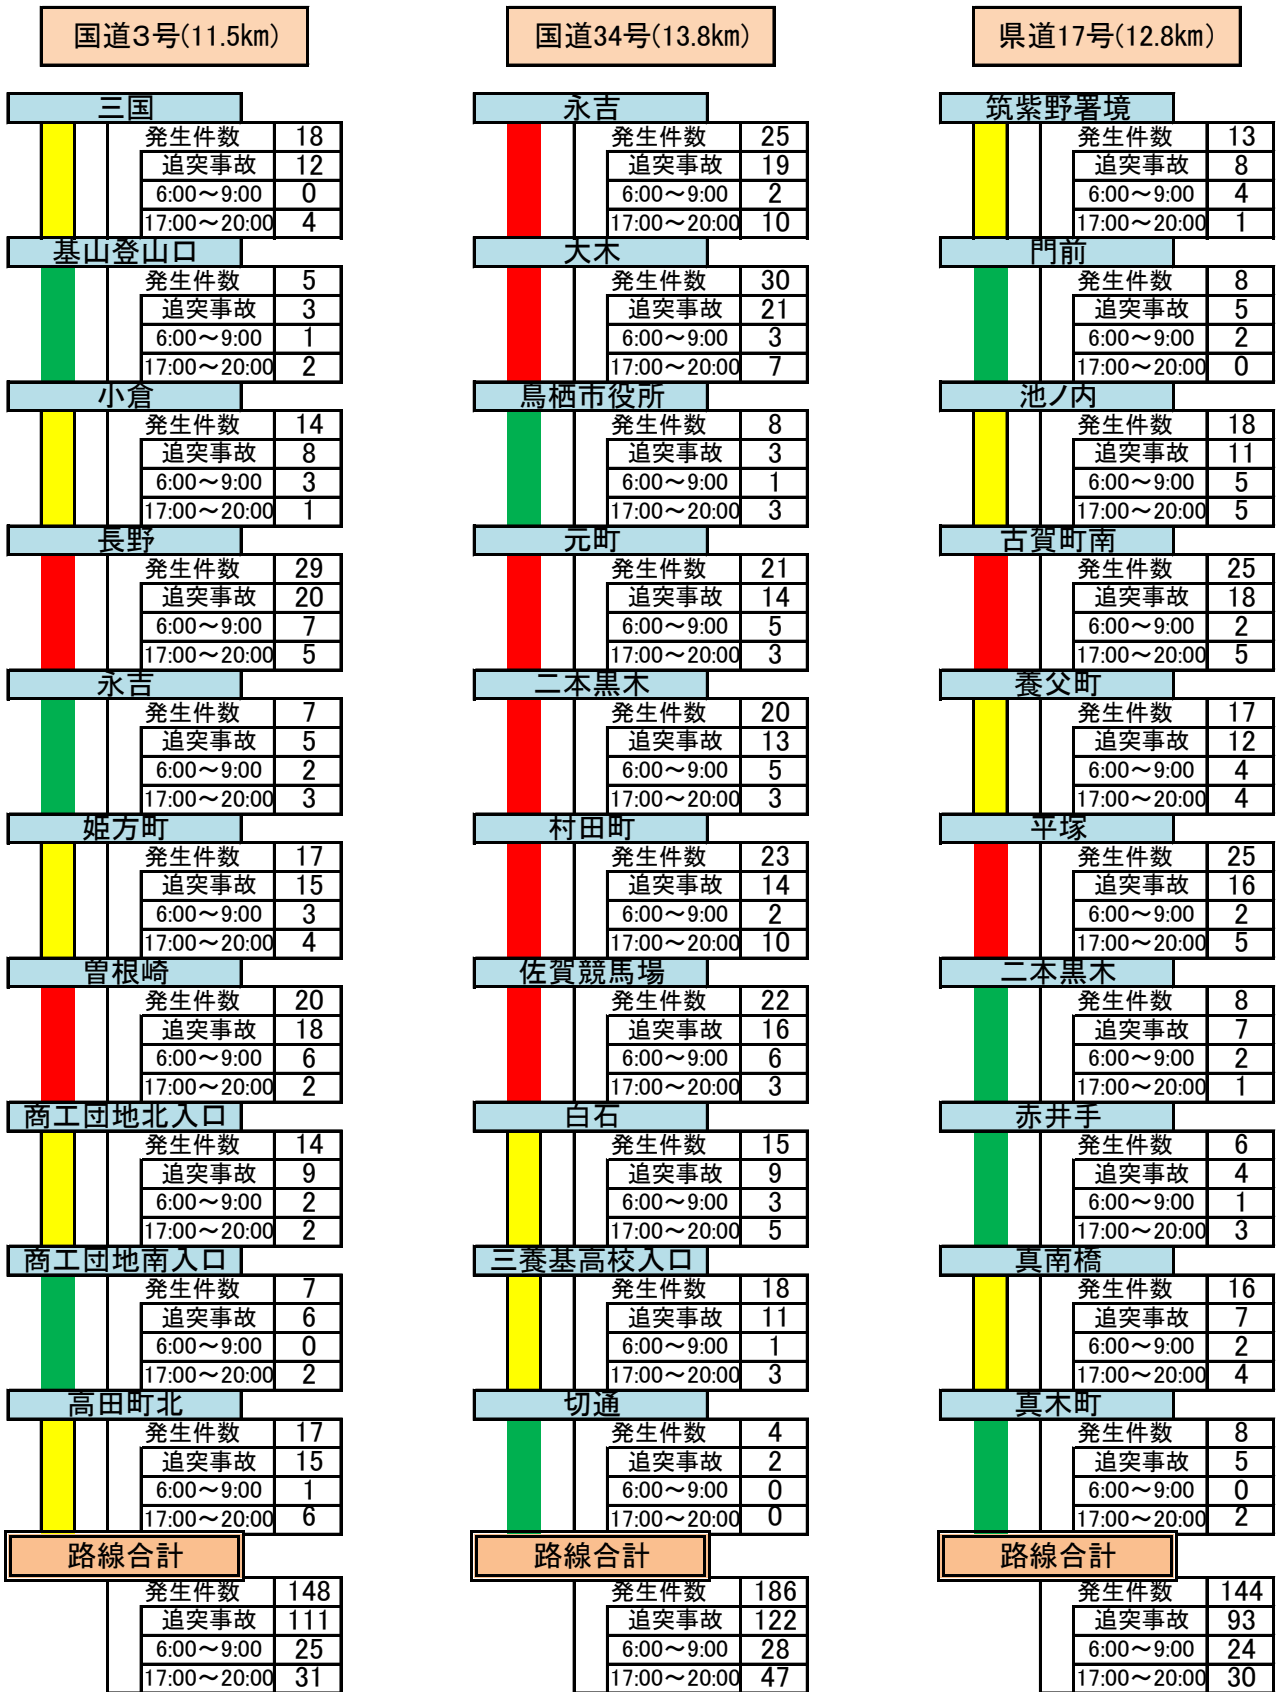 国道３号(11.5km)
三国
発生件数 18
追突事故 12
6:00～9:00 0
17:00～20:00 4
基山登山口
発生件数 5
追突事故 3
6:00～9:00 1
17:00～20:00 2
小倉
発生件数 14
追突事故 8
6:00～9:00 3
17:00～20:00 1
長野
発生件数 29
追突事故 20
6:00～9:00 7
17:00～20:00 5
永吉
発生件数 7
追突事故 5
6:00～9:00 2
17:00～20:00 3
姫方町
発生件数 17
追突事故 15
6:00～9:00 3
17:00～20:00 4
曽根崎
発生件数 20
追突事故 18
6:00～9:00 6
17:00～20:00 2
商工団地北入口
発生件数 14
追突事故 9
6:00～9:00 2
17:00～20:00 2
商工団地南入口
発生件数 7
追突事故 6
6:00～9:00 0
17:00～20:00 2
高田町北
発生件数 17
追突事故 15
6:00～9:00 1
17:00～20:00 6
路線合計
発生件数 148
追突事故 111
6:00～9:00 25
17:00～20:00 31
国道34号(13.8km)
永吉
発生件数 25
追突事故 19
6:00～9:00 2
17:00～20:00 10
大木
発生件数 30
追突事故 21
6:00～9:00 3
17:00～20:00 7
鳥栖市役所
発生件数 8
追突事故 3
6:00～9:00 1
17:00～20:00 3
元町
発生件数 21
追突事故 14
6:00～9:00 5
17:00～20:00 3
二本黒木
発生件数 20
追突事故 13
6:00～9:00 5
17:00～20:00 3
村田町
発生件数 23
追突事故 14
6:00～9:00 2
17:00～20:00 10
佐賀競馬場
発生件数 22
追突事故 16
6:00～9:00 6
17:00～20:00 3
白石
発生件数 15
追突事故 9
6:00～9:00 3
17:00～20:00 5
三養基高校入口
発生件数 18
追突事故 11
6:00～9:00 1
17:00～20:00 3
切通
発生件数 4
追突事故 2
6:00～9:00 0
17:00～20:00 0
路線合計
発生件数 186
追突事故 122
6:00～9:00 28
17:00～20:00 47
県道17号(12.8km)
筑紫野署境
発生件数 13
追突事故 8
6:00～9:00 4
17:00～20:00 1
門前
発生件数 8
追突事故 5
6:00～9:00 2
17:00～20:00 0
池ノ内
発生件数 18
追突事故 11
6:00～9:00 5
17:00～20:00 5
古賀町南
発生件数 25
追突事故 18
6:00～9:00 2
17:00～20:00 5
養父町
発生件数 17
追突事故 12
6:00～9:00 4
17:00～20:00 4
平塚
発生件数 25
追突事故 16
6:00～9:00 2
17:00～20:00 5
二本黒木
発生件数 8
追突事故 7
6:00～9:00 2
17:00～20:00 1
赤井手
発生件数 6
追突事故 4
6:00～9:00 1
17:00～20:00 3
真南橋
発生件数 16
追突事故 7
6:00～9:00 2
17:00～20:00 4
真木町
発生件数 8
追突事故 5
6:00～9:00 0
17:00～20:00 2
路線合計
発生件数 144
追突事故 93
6:00～9:00 24
17:00～20:00 30